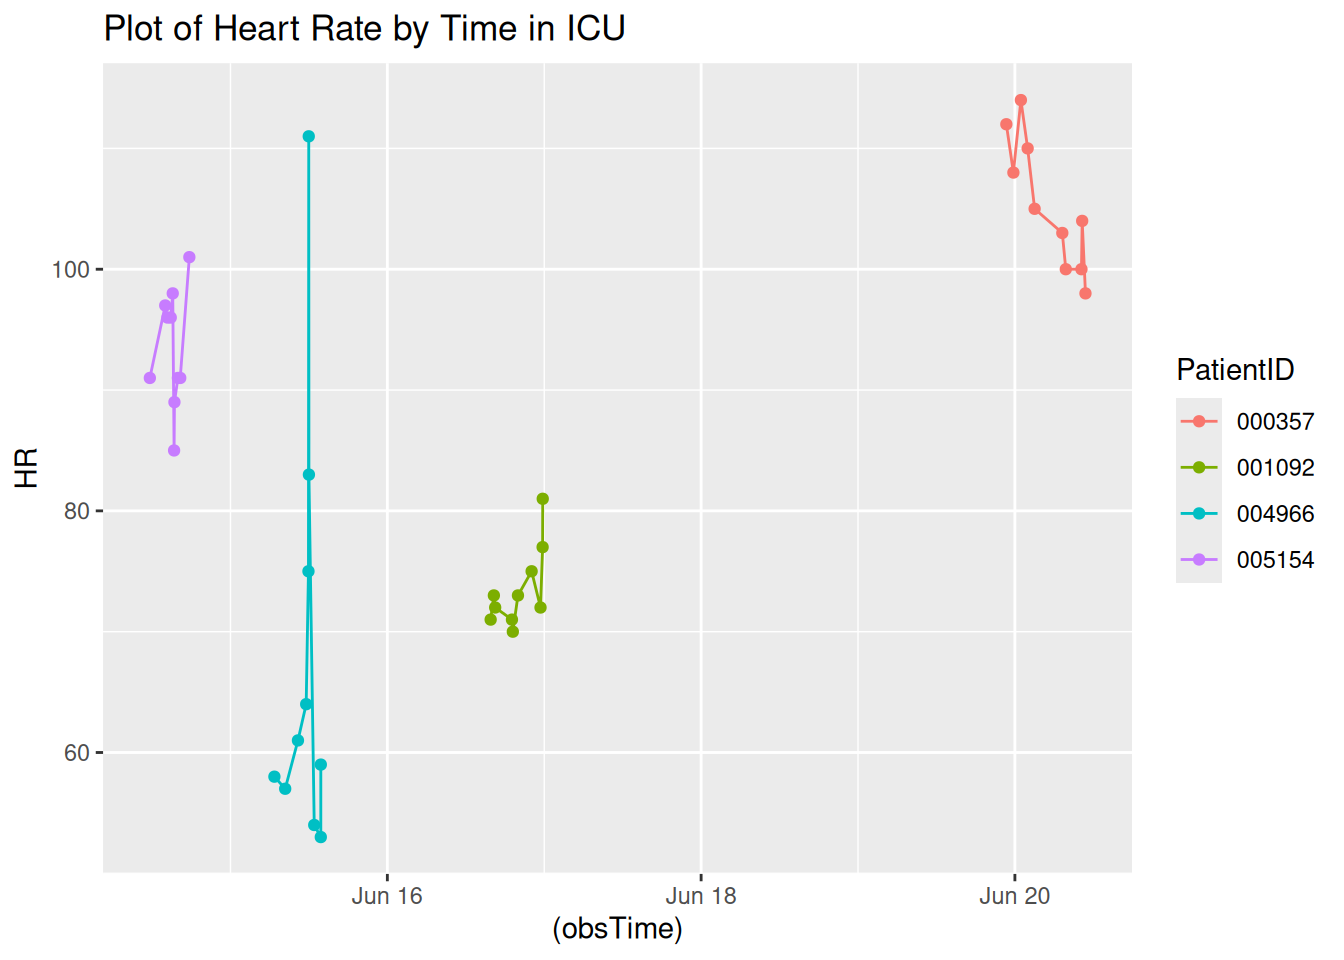 Plot of Heart Rate by Time in ICU
HR
100
80
60
Jun 16
Jun 18
Jun 20
(obsTime)
PatientID
000357
001092
004966
005154